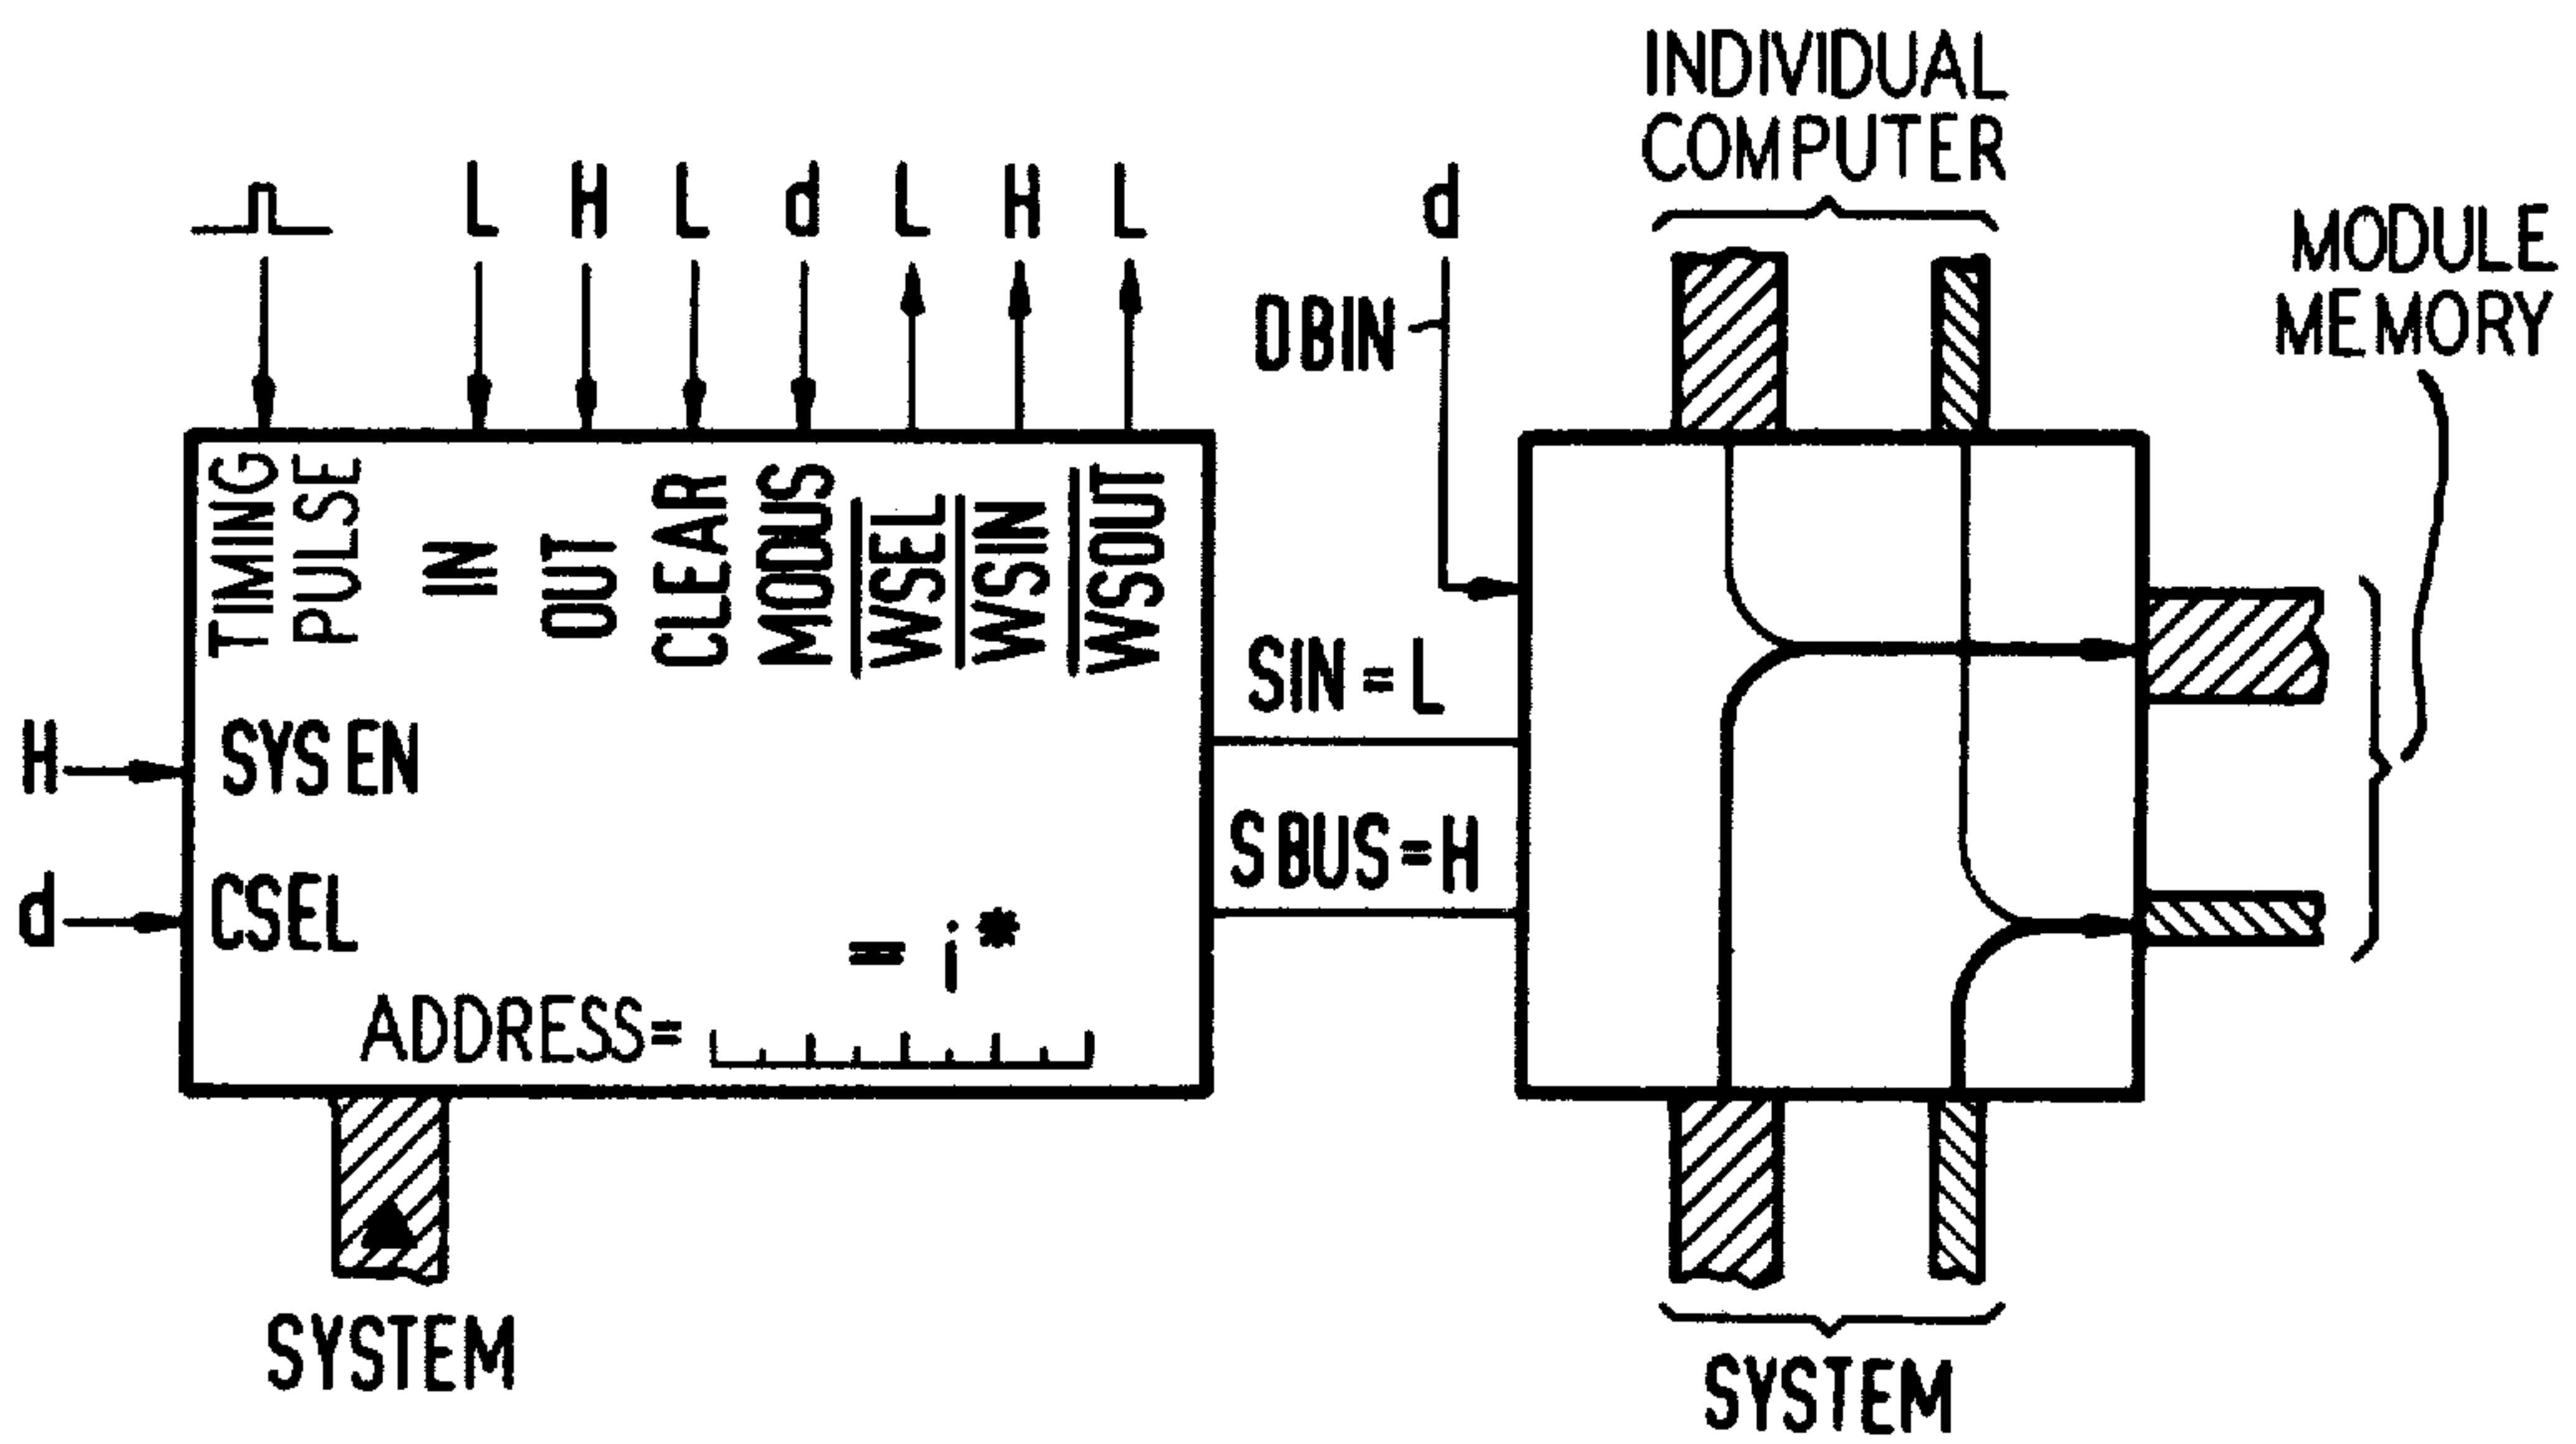 INDIVIDUAL
COMPUTER
MODULE
MEMORY
L H L d L H L
d
DBIN
TIMING
PULSE
IN
OUT
CLEAR
MODUS
WSEL
WSIN
WSOUT
H
SYS EN
d
CSEL
SIN = L
SBUS = H
= i*
ADDRESS =
SYSTEM
SYSTEM